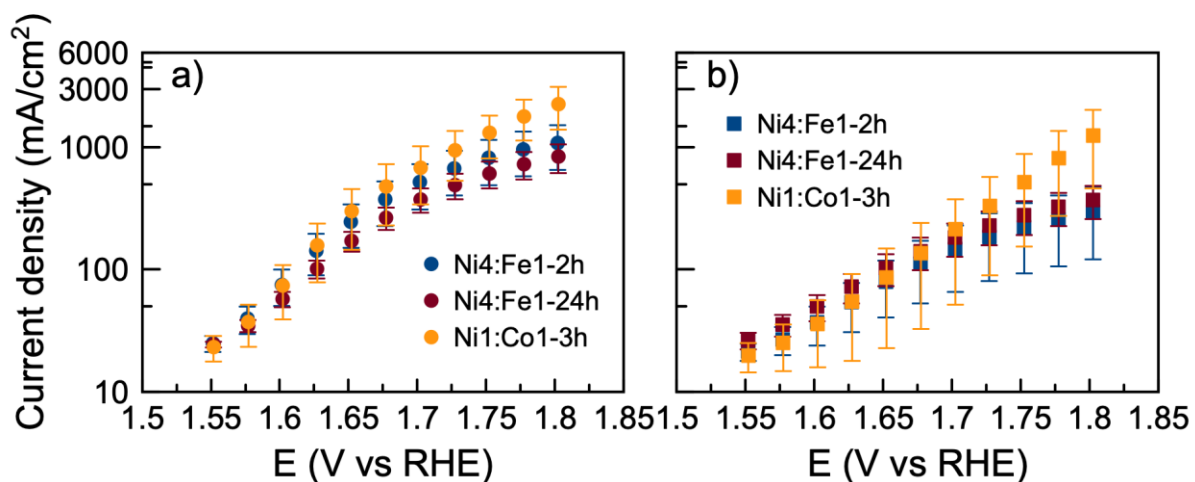 Current density (mA/cm²)
6000
3000
1000
100
10
a)
Ni4:Fe1-2h
Ni4:Fe1-24h
Ni1:Co1-3h
1.5 1.55 1.6 1.65 1.7 1.75 1.8 1.85
E (V vs RHE)
b)
Ni4:Fe1-2h
Ni4:Fe1-24h
Ni1:Co1-3h
1.5 1.55 1.6 1.65 1.7 1.75 1.8 1.85
E (V vs RHE)